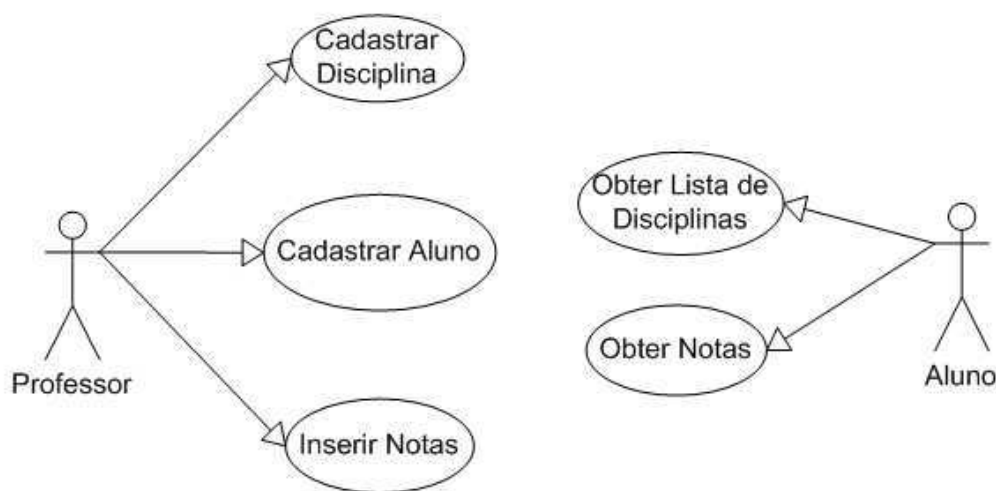 Cadastrar
Disciplina
Cadastrar Aluno
Inserir Notas
Professor
Obter Lista de
Disciplinas
Obter Notas
Aluno